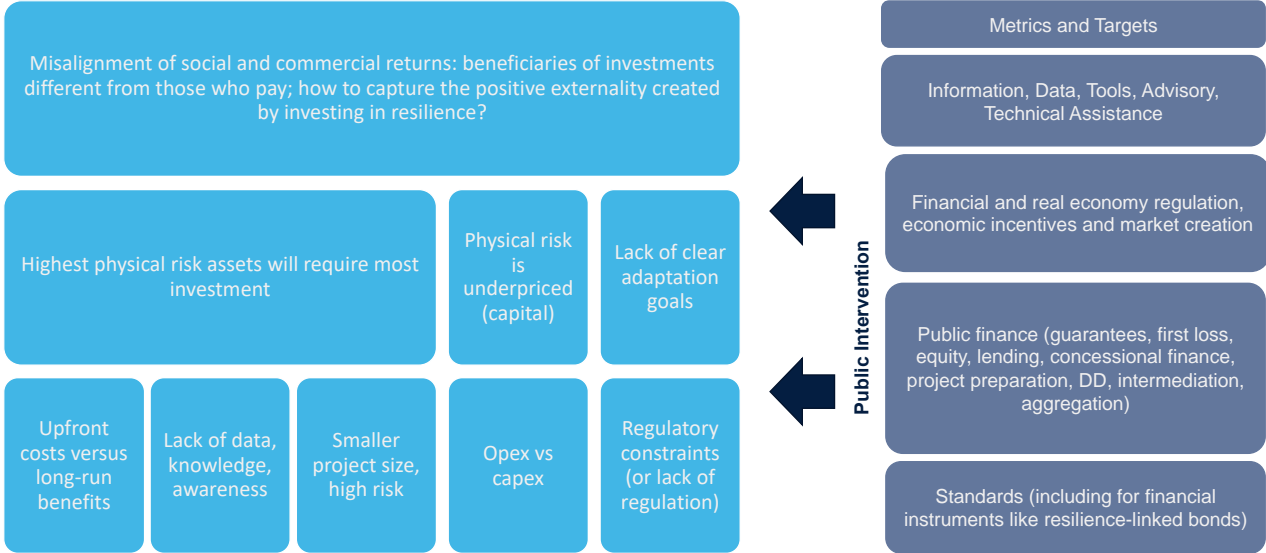 Misalignment of social and commercial returns: beneficiaries of investments
different from those who pay; how to capture the positive externality created
by investing in resilience?
Highest physical risk assets will require most
investment
Physical risk
is
underpriced
(capital)
Lack of clear
adaptation
goals
Upfront
costs versus
long-run
benefits
Lack of data,
knowledge,
awareness
Smaller
project size,
high risk
Opex vs
capex
Regulatory
constraints
(or lack of
regulation)
Public Intervention
Metrics and Targets
Information, Data, Tools, Advisory,
Technical Assistance
Financial and real economy regulation,
economic incentives and market creation
Public finance (guarantees, first loss,
equity, lending, concessional finance,
project preparation, DD, intermediation,
aggregation)
Standards (including for financial
instruments like resilience-linked bonds)